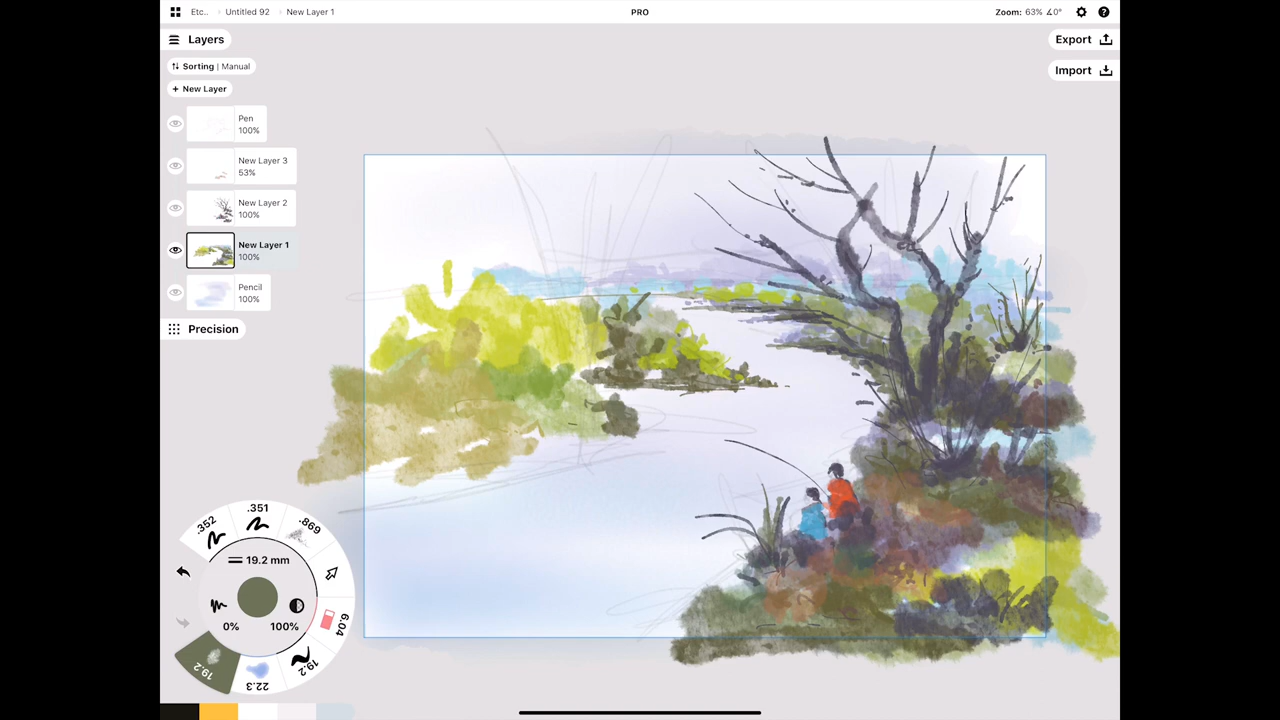 Etc.. › Untitled 92 › New Layer 1
PRO
Zoom: 63% ∡0°
Layers
Export
Import
Sorting | Manual
+ New Layer
Pen
100%
New Layer 3
53%
New Layer 2
100%
New Layer 1
100%
Pencil
100%
Precision
.352
.351
.869
19.2 mm
0%
100%
6.04
19.2
22.3
19.2